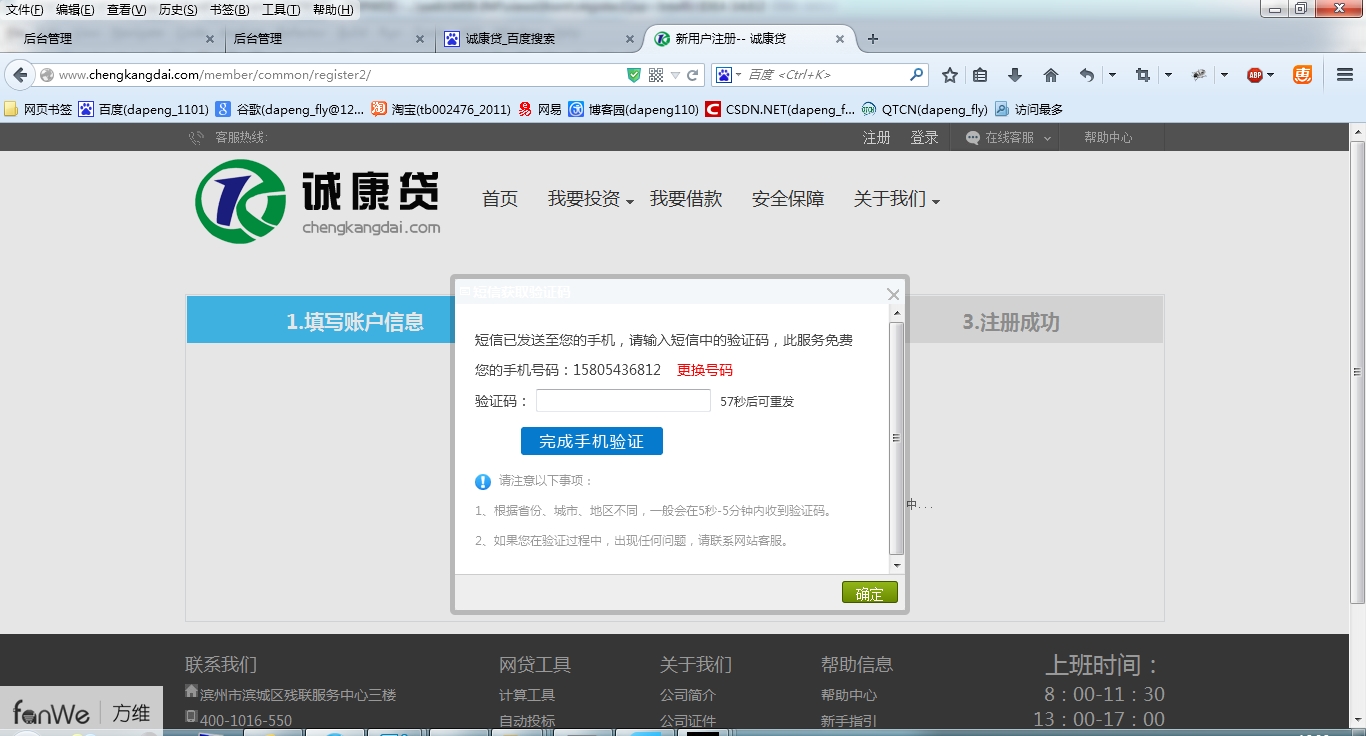 文件(F) 编辑(E) 查看(V) 历史(S) 书签(B) 工具(T) 帮助(H)
后台管理 × 后台管理 × 诚康贷_百度搜索 × 新用户注册-- 诚康贷 × +
www.chengkangdai.com/member/common/register2/ 百度 <Ctrl+K> ABP 惠
网页书签 百度(dapeng_1101) 谷歌(dapeng_fly@12... 淘宝(tb002476_2011) 网易 博客园(dapeng110) CSDN.NET(dapeng_f... QTCN(dapeng_fly) 访问最多
客服热线: 注册 登录 在线客服 帮助中心
诚康贷
chengkangdai.com
首页 我要投资 我要借款 安全保障 关于我们
短信获取验证码
1.填写账户信息 3.注册成功
短信已发送至您的手机，请输入短信中的验证码，此服务免费
您的手机号码：15805436812 更换号码
验证码： 57秒后可重发
完成手机验证
请注意以下事项：
中...
1、根据省份、城市、地区不同，一般会在5秒-5分钟内收到验证码。
2、如果您在验证过程中，出现任何问题，请联系网站客服。
确定
联系我们 网贷工具 关于我们 帮助信息 上班时间：
滨州市滨城区残联服务中心三楼 计算工具 公司简介 帮助中心 8：00-11：30
400-1016-550 自动投标 公司证件 新手指引 13：00-17：00
fanWe 方维